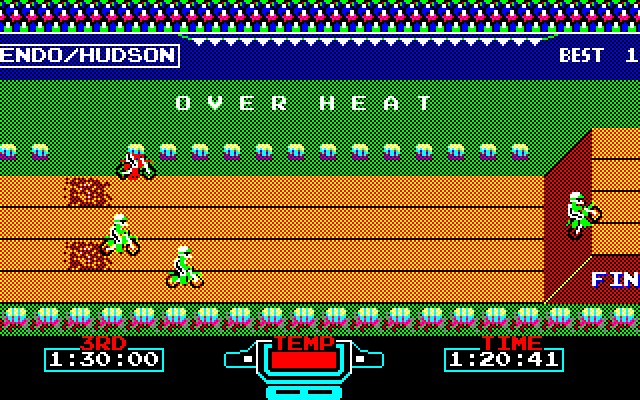 ENDO/HUDSON
BEST 1
OVER HEAT
FIN
3RD
TEMP
TIME
1:30:00
1:20:41